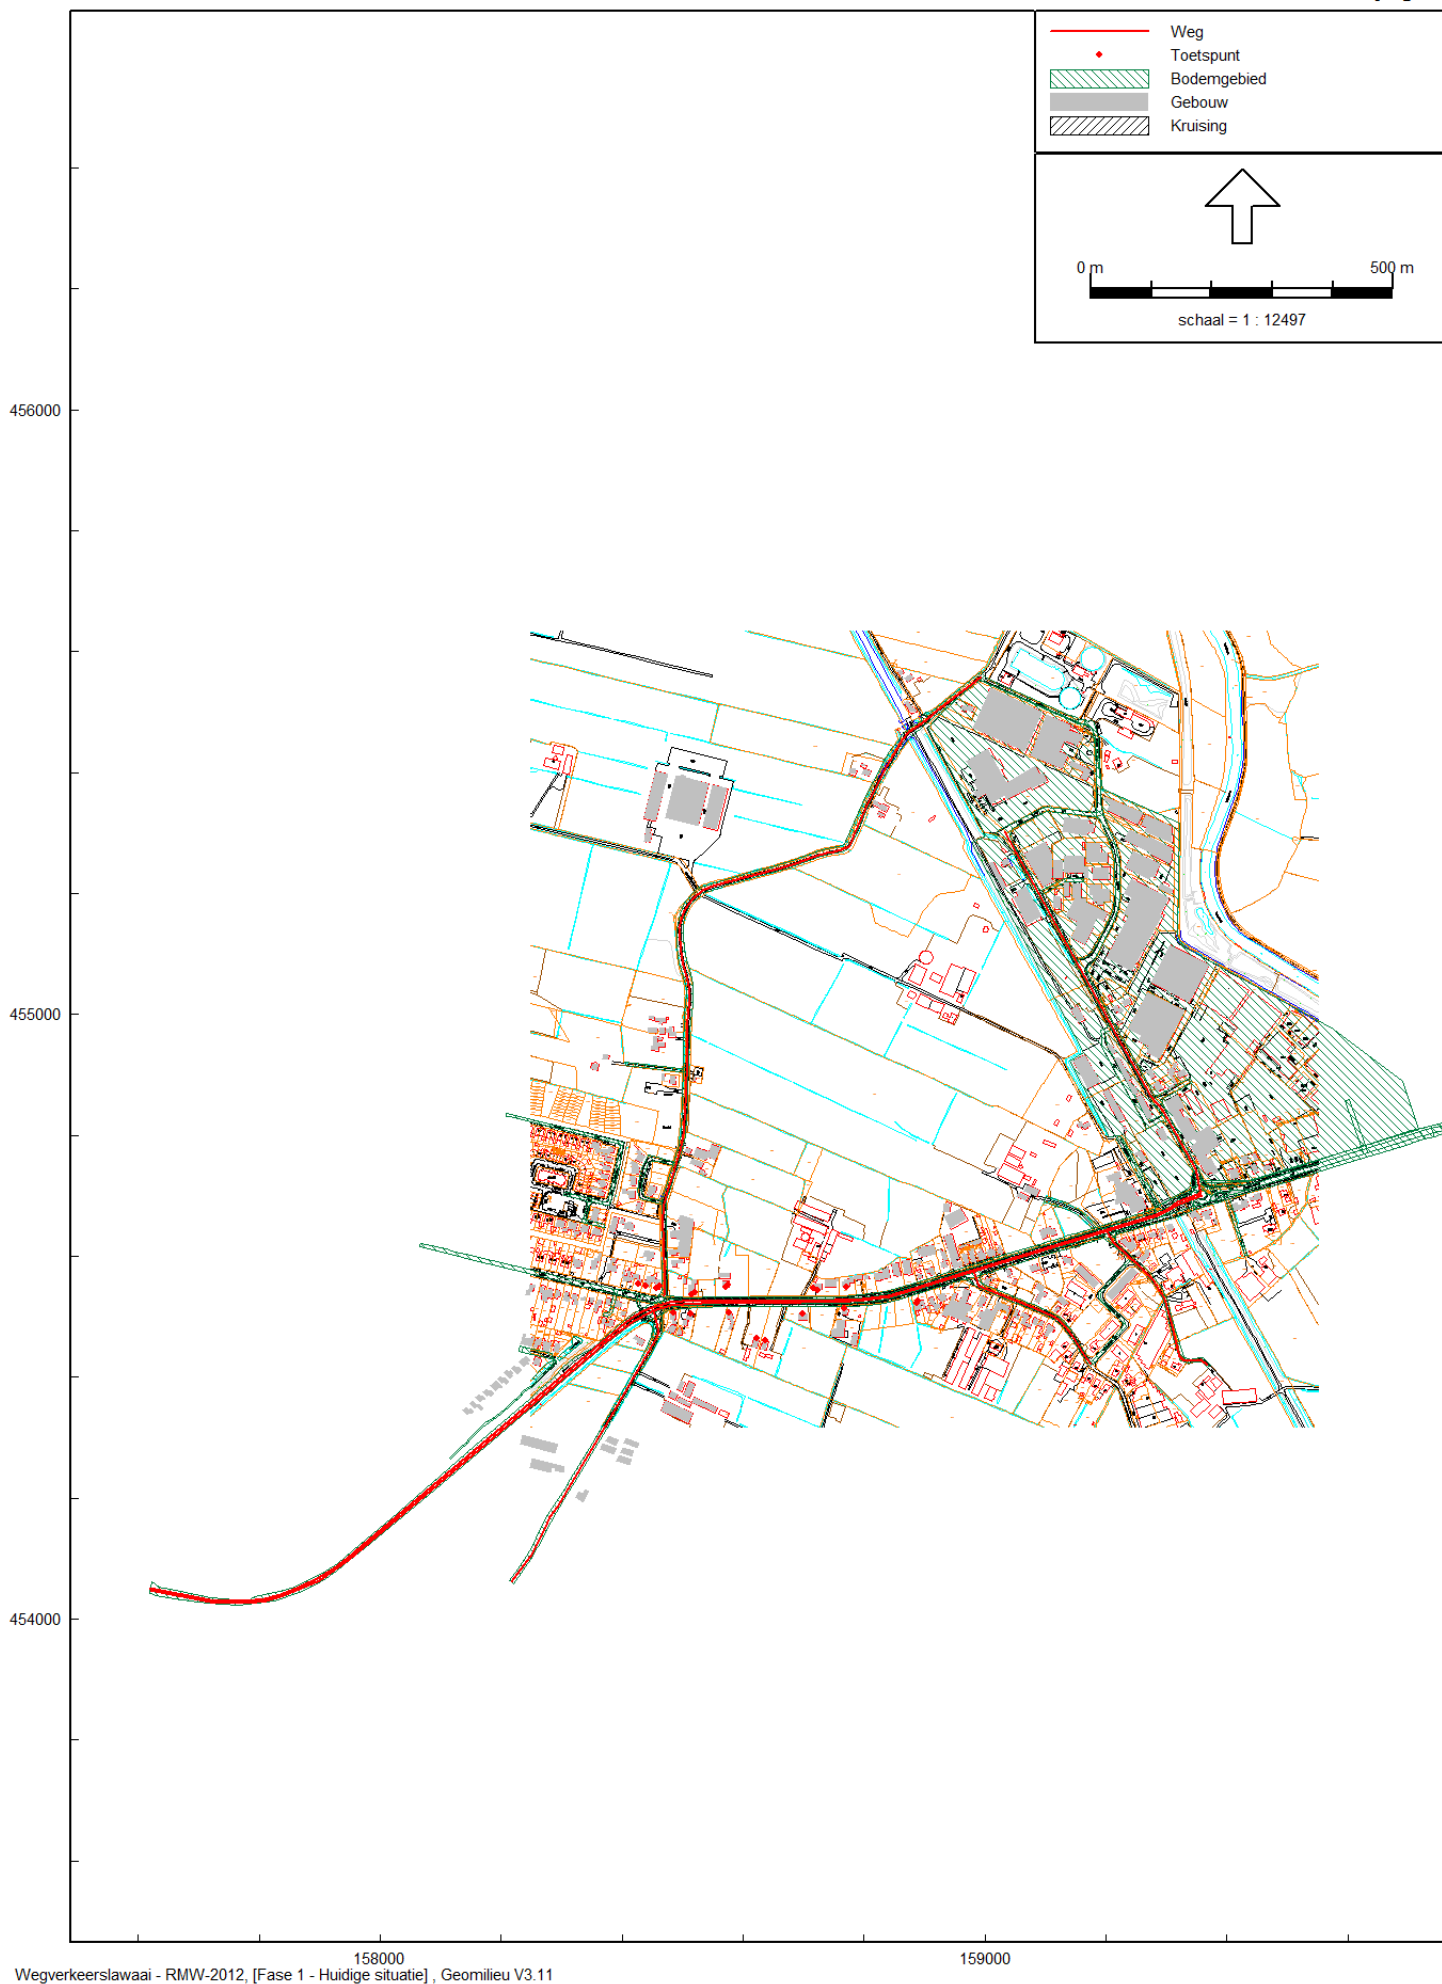 Weg
Toetspunt
Bodemgebied
Gebouw
Kruising
0 m 500 m
schaal = 1 : 12497
456000
455000
454000
158000 159000
Wegverkeerslawaai - RMW-2012, [Fase 1 - Huidige situatie] , Geomilieu V3.11